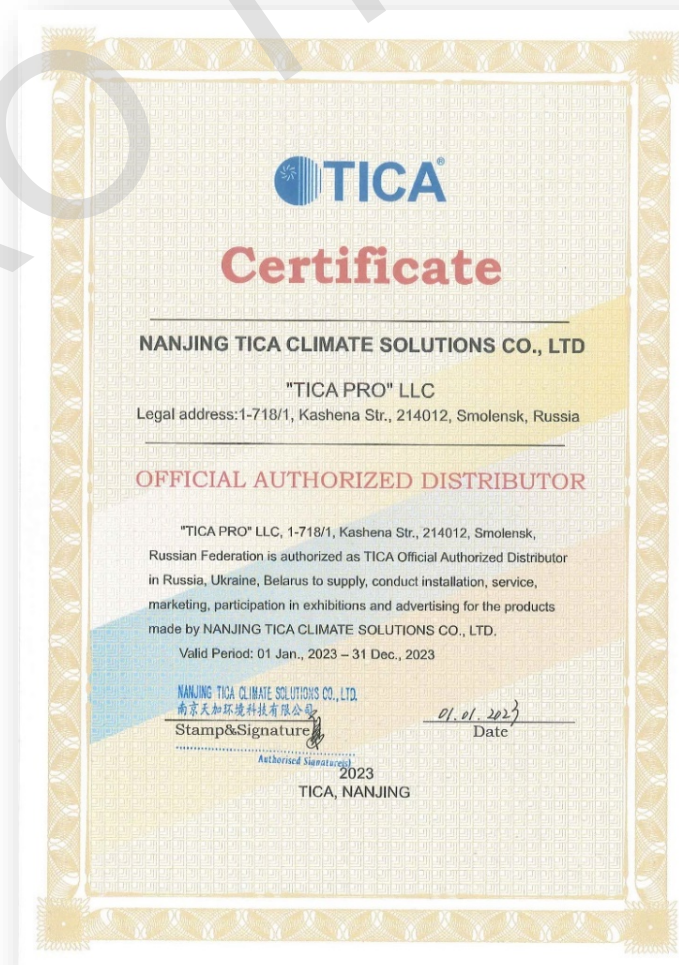 TICA®
Certificate
NANJING TICA CLIMATE SOLUTIONS CO., LTD
"TICA PRO" LLC
Legal address:1-718/1, Kashena Str., 214012, Smolensk, Russia
OFFICIAL AUTHORIZED DISTRIBUTOR
"TICA PRO" LLC, 1-718/1, Kashena Str., 214012, Smolensk,
Russian Federation is authorized as TICA Official Authorized Distributor
in Russia, Ukraine, Belarus to supply, conduct installation, service,
marketing, participation in exhibitions and advertising for the products
made by NANJING TICA CLIMATE SOLUTIONS CO., LTD.
Valid Period: 01 Jan., 2023 – 31 Dec., 2023
NANJING TICA CLIMATE SOLUTIONS CO., LTD.
南京天加环境科技有限公司
01.01.2023
Stamp&Signature
Date
Authorised Signature(s)
2023
TICA, NANJING